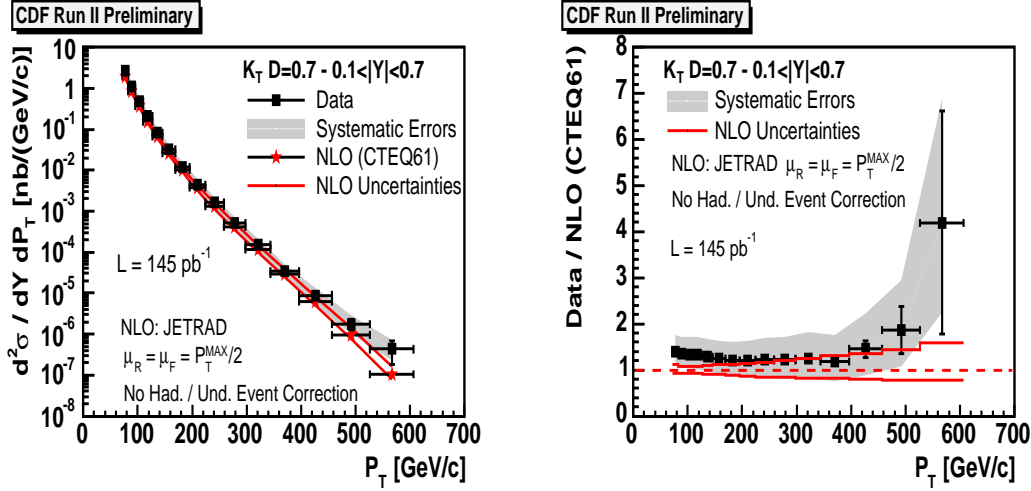 CDF Run II Preliminary
d²σ / dY dP_T [nb/(GeV/c)]
10
1
10⁻¹
10⁻²
10⁻³
10⁻⁴
10⁻⁵
10⁻⁶
10⁻⁷
10⁻⁸
K_T D=0.7 - 0.1<|Y|<0.7
Data
Systematic Errors
NLO (CTEQ61)
NLO Uncertainties
L = 145 pb⁻¹
NLO: JETRAD
μ_R = μ_F = P_T^MAX/2
No Had. / Und. Event Correction
0 100 200 300 400 500 600 700
P_T [GeV/c]
CDF Run II Preliminary
Data / NLO (CTEQ61)
8
7
6
5
4
3
2
1
0
K_T D=0.7 - 0.1<|Y|<0.7
Systematic Errors
NLO Uncertainties
NLO: JETRAD μ_R = μ_F = P_T^MAX/2
No Had. / Und. Event Correction
L = 145 pb⁻¹
0 100 200 300 400 500 600 700
P_T [GeV/c]